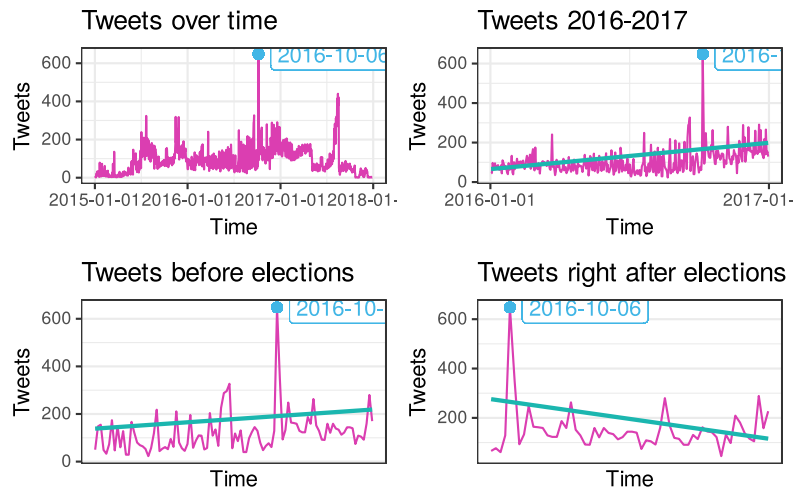 Tweets over time
Tweets
600
400
200
0
2016-10-06
2015-01-01
2016-01-01
2017-01-01
2018-01-
Time
Tweets 2016-2017
Tweets
600
400
200
0
2016-
2016-01-01
2017-01-
Time
Tweets before elections
Tweets
600
400
200
0
2016-10-
Time
Tweets right after elections
Tweets
600
400
200
2016-10-06
Time